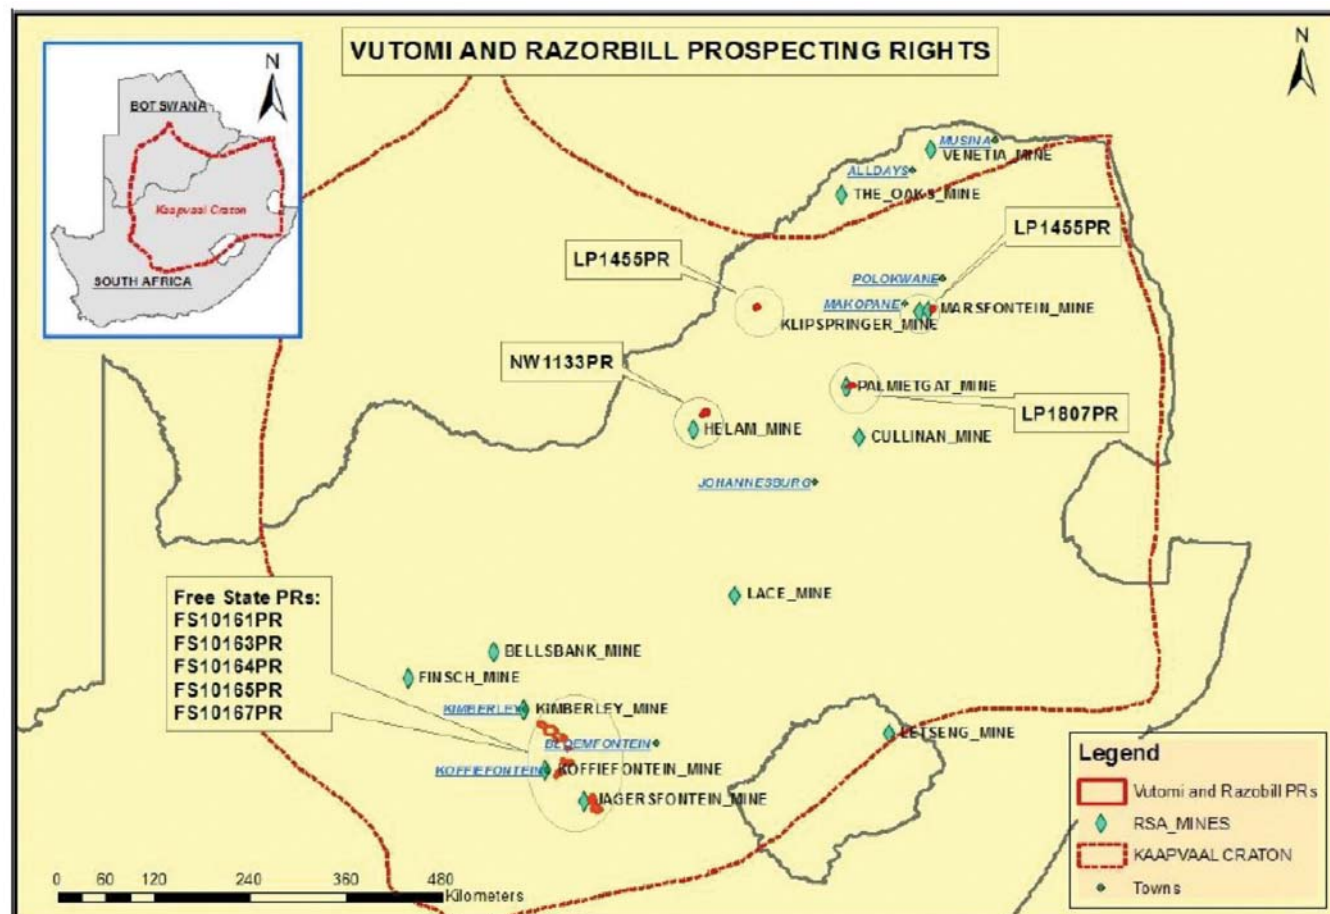 VUTOMI AND RAZORBILL PROSPECTING RIGHTS
N
N
BOTSWANA
Kaapvaal Craton
SOUTH AFRICA
MUSINA
VENETIA_MINE
ALLDAYS
THE_OAKS_MINE
LP1455PR
LP1455PR
POLOKWANE
MAKOPANE
MARSFONTEIN_MINE
KLIPSPRINGER_MINE
NW1133PR
PALMIETGAT_MINE
LP1807PR
HELAM_MINE
CULLINAN_MINE
JOHANNESBURG
Free State PRs:
FS10161PR
FS10163PR
FS10164PR
FS10165PR
FS10167PR
LACE_MINE
BELLSBANK_MINE
FINSCH_MINE
KIMBERLEY
KIMBERLEY_MINE
BLOEMFONTEIN
LETSENG_MINE
KOFFIEFONTEIN
KOFFIEFONTEIN_MINE
JAGERSFONTEIN_MINE
Legend
Vutomi and Razobill PRs
RSA_MINES
KAAPVAAL CRATON
Towns
0 60 120 240 360 480
Kilometers